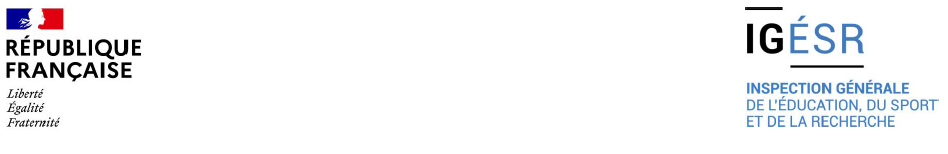 RÉPUBLIQUE
FRANÇAISE
Liberté
Égalité
Fraternité
IGÉSR
INSPECTION GÉNÉRALE
DE L'ÉDUCATION, DU SPORT
ET DE LA RECHERCHE